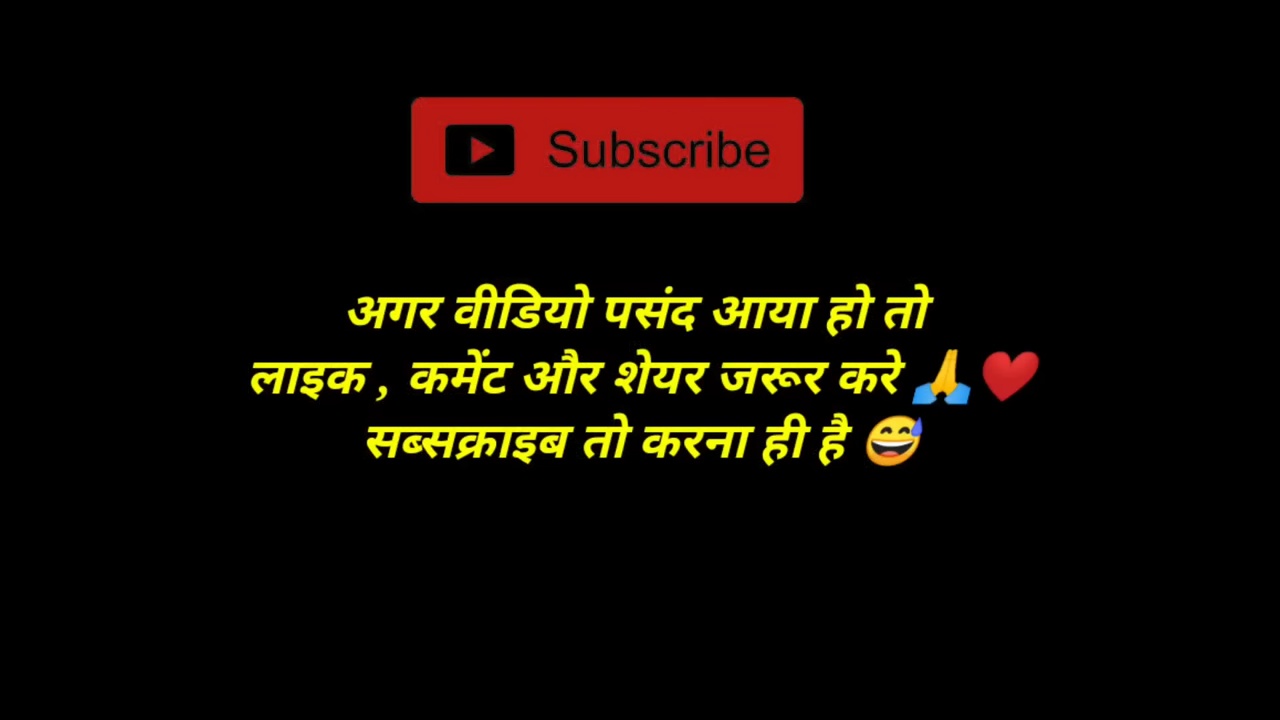 Subscribe
अगर वीडियो पसंद आया हो तो
लाइक , कमेंट और शेयर जरूर करे 🙏❤️
सब्सक्राइब तो करना ही है 😅